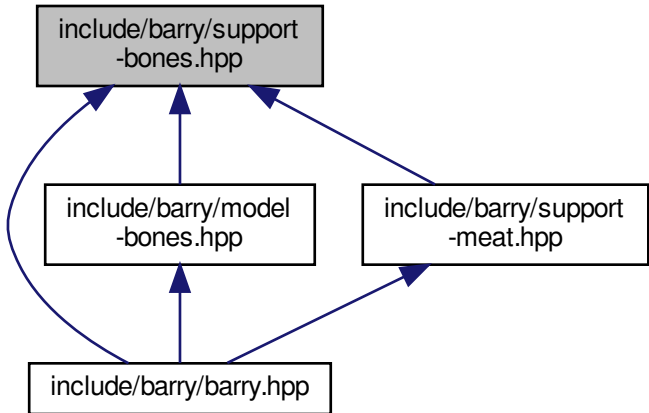 include/barry/support
-bones.hpp
include/barry/model
-bones.hpp
include/barry/support
-meat.hpp
include/barry/barry.hpp